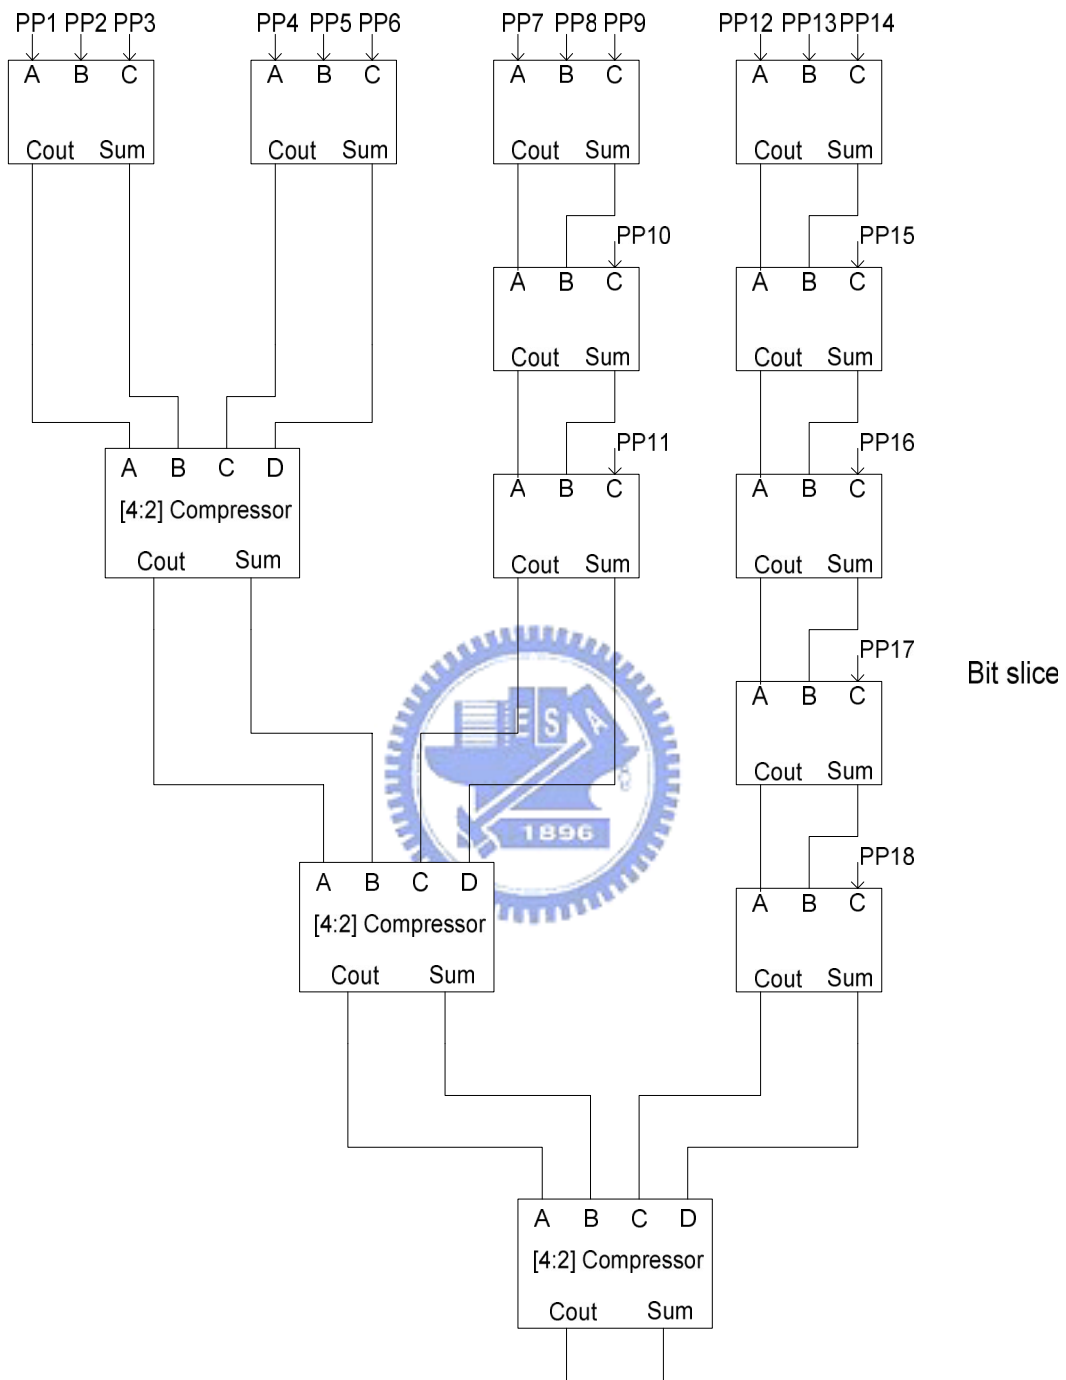 PP1 PP2 PP3 PP4 PP5 PP6 PP7 PP8 PP9 PP12 PP13 PP14
A B C A B C A B C A B C
Cout Sum Cout Sum Cout Sum Cout Sum
PP10 PP15
A B C A B C
Cout Sum Cout Sum
PP11 PP16
A B C D A B C A B C
[4:2] Compressor
Cout Sum Cout Sum Cout Sum
PP17
Bit slice
A B C
E S A
Cout Sum
1896
PP18
A B C D A B C
[4:2] Compressor
Cout Sum Cout Sum
A B C D
[4:2] Compressor
Cout Sum